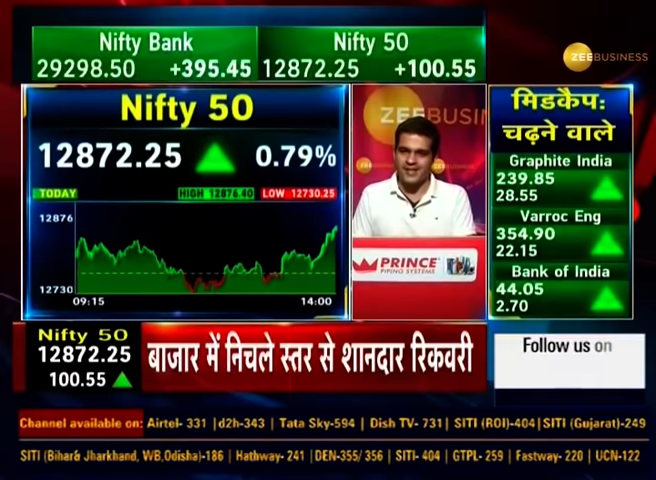 Nifty Bank
29298.50 +395.45
Nifty 50
12872.25 +100.55
ZEEBUSINESS
Nifty 50
12872.25 0.79%
TODAY HIGH 12876.40 LOW 12730.25
12876
12730
09:15 14:00
ZEEBUSIN
PRINCE
PIPING SYSTEMS
मिडकैप:
चढ़ने वाले
Graphite India
239.85
28.55
Varroc Eng
354.90
22.15
Bank of India
44.05
2.70
Nifty 50
12872.25
100.55
बाजार में निचले स्तर से शानदार रिकवरी
Follow us on
Channel available on: Airtel- 331 |d2h-343 | Tata Sky-594 | Dish TV- 731| SITI (ROI)-404|SITI (Gujarat)-249
SITI (Bihar& Jharkhand, WB,Odisha)-186 | Hathway- 241 |DEN-355/ 356 | SITI- 404 | GTPL- 259 | Fastway- 220 | UCN-122